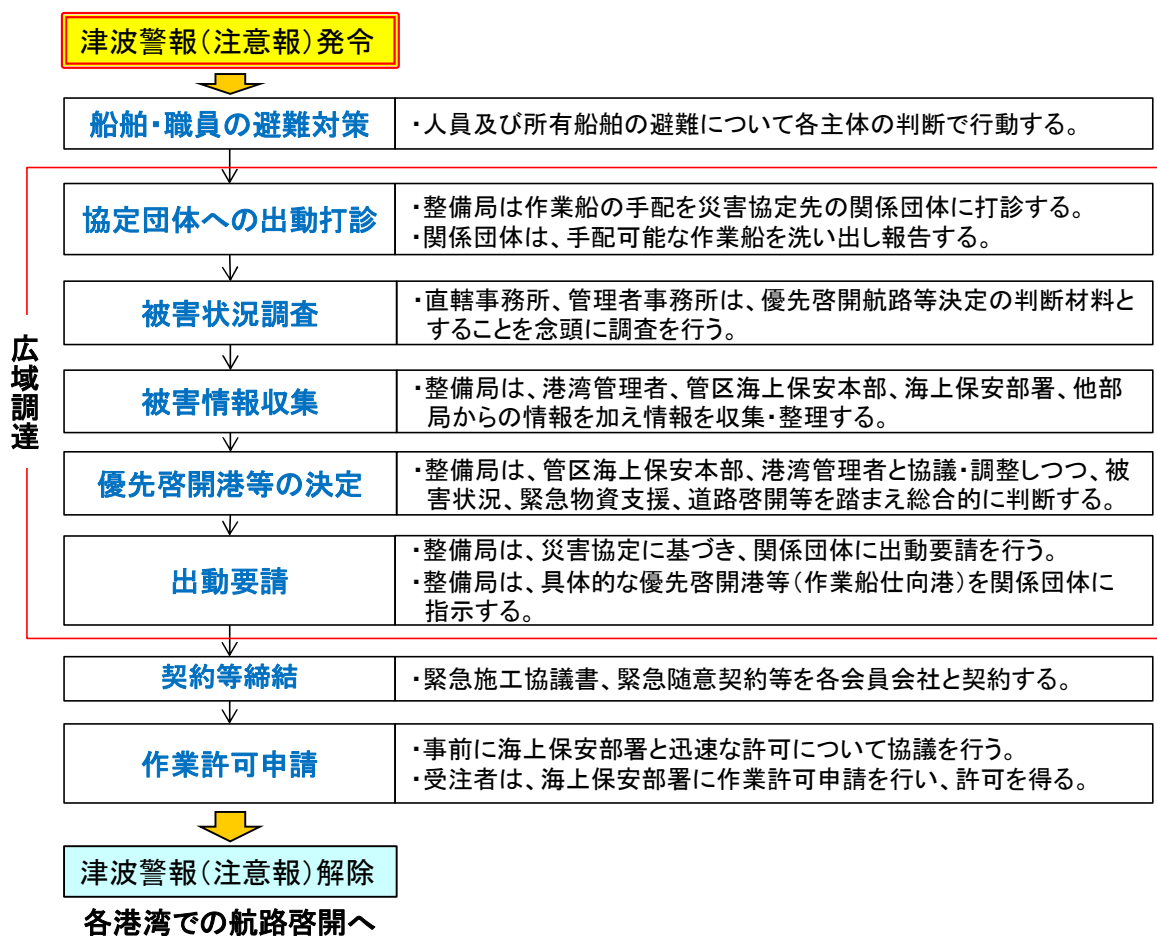 津波警報(注意報)発令
船舶・職員の避難対策
・人員及び所有船舶の避難について各主体の判断で行動する。
広域調達
協定団体への出動打診
・整備局は作業船の手配を災害協定先の関係団体に打診する。
・関係団体は、手配可能な作業船を洗い出し報告する。
被害状況調査
・直轄事務所、管理者事務所は、優先啓開航路等決定の判断材料と
することを念頭に調査を行う。
被害情報収集
・整備局は、港湾管理者、管区海上保安本部、海上保安部署、他部
局からの情報を加え情報を収集・整理する。
優先啓開港等の決定
・整備局は、管区海上保安本部、港湾管理者と協議・調整しつつ、被
害状況、緊急物資支援、道路啓開等を踏まえ総合的に判断する。
出動要請
・整備局は、災害協定に基づき、関係団体に出動要請を行う。
・整備局は、具体的な優先啓開港等(作業船仕向港)を関係団体に
指示する。
契約等締結
・緊急施工協議書、緊急随意契約等を各会員会社と契約する。
作業許可申請
・事前に海上保安部署と迅速な許可について協議を行う。
・受注者は、海上保安部署に作業許可申請を行い、許可を得る。
津波警報(注意報)解除
各港湾での航路啓開へ